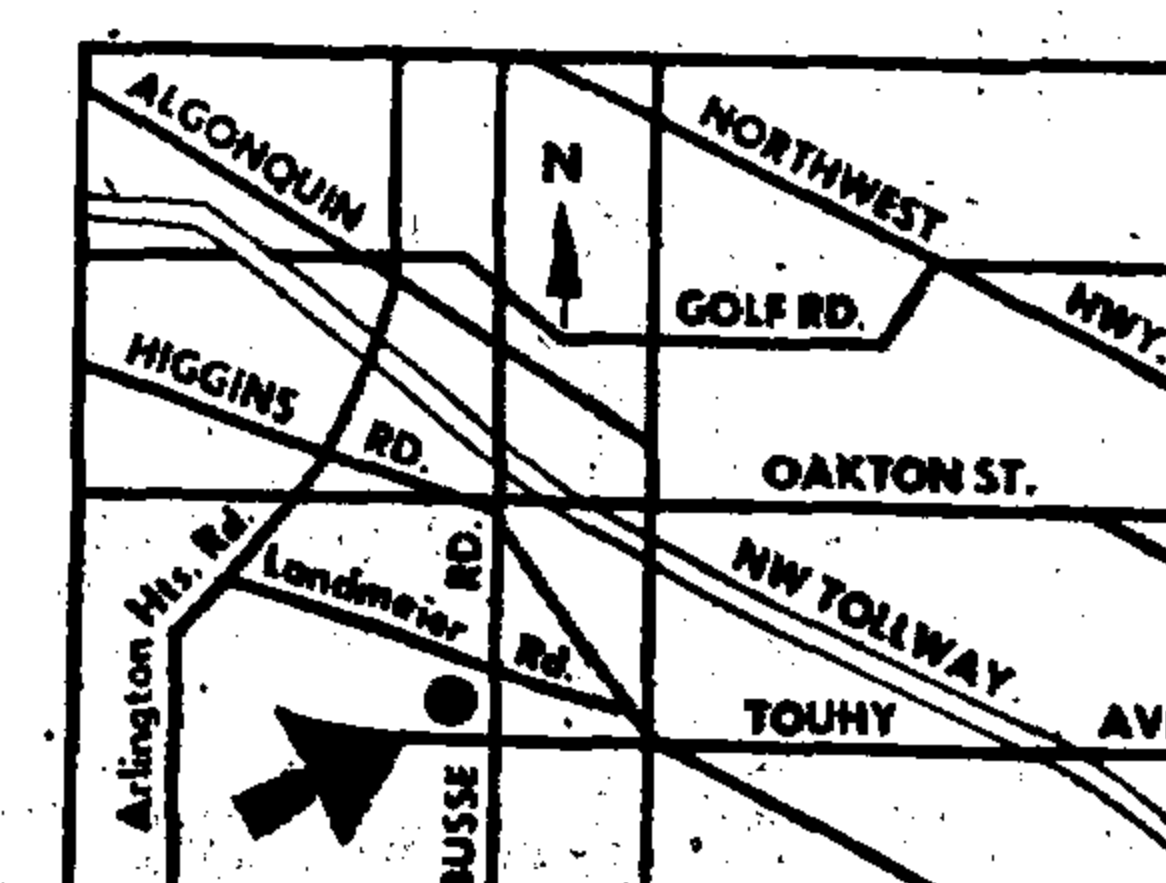 ALGONQUIN
NORTHWEST
N
GOLF RD.
HWY.
HIGGINS
RD.
OAKTON ST.
Arlington Hts. Rd.
Landmeier
Rd.
BUSSE
RD.
NW TOLLWAY
TOUHY
AV